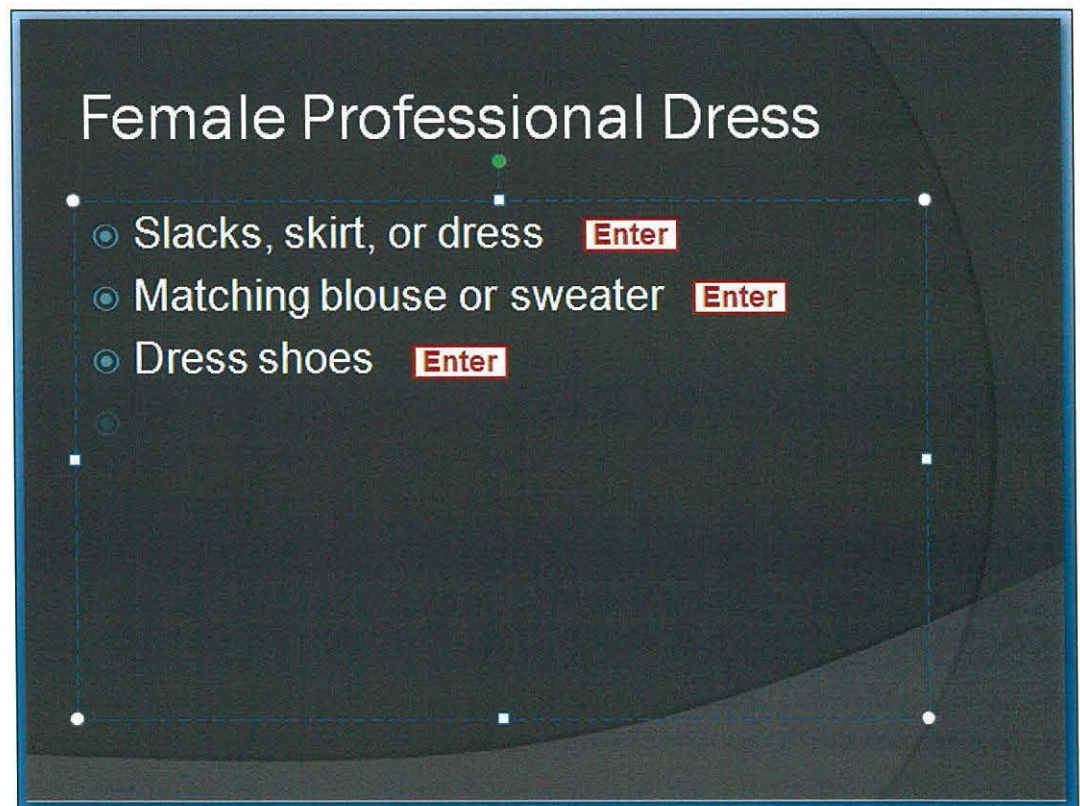 Female Professional Dress
Slacks, skirt, or dress Enter
Matching blouse or sweater Enter
Dress shoes Enter